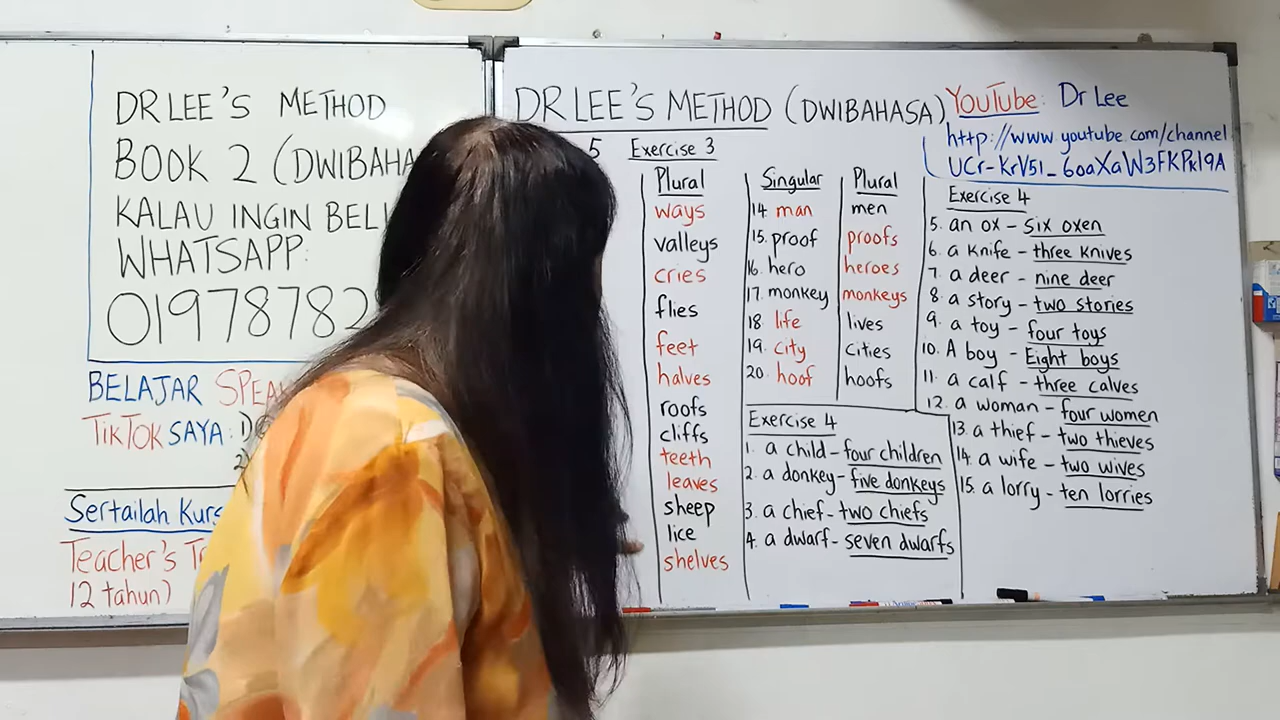 DR LEE'S METHOD
BOOK 2 (DWIBAHA
KALAU INGIN BEL
WHATSAPP:
01978782
BELAJAR SPEA
TIKTOK SAYA: 1)
2)
Sertailah Kurs
Teacher's Tr
12 tahun)
DR LEE'S METHOD (DWIBAHASA)
5 Exercise 3
Plural
ways
valleys
cries
flies
feet
halves
roofs
cliffs
teeth
leaves
sheep
lice
shelves
Singular Plural
14. man men
15. proof proofs
16. hero heroes
17. monkey monkeys
18. life lives
19. city cities
20. hoof hoofs
Exercise 4
1. a child - four children
2. a donkey - five donkeys
3. a chief - two chiefs
4. a dwarf - seven dwarfs
YouTube: Dr Lee
http://www youtube com/channel
UCr-KrV51_6oaXaW3FKPkl9A
Exercise 4
5. an ox - six oxen
6. a knife - three knives
7. a deer - nine deer
8. a story - two stories
9. a toy - four toys
10. A boy - Eight boys
11. a calf - three calves
12. a woman - four women
13. a thief - two thieves
14. a wife - two wives
15. a lorry - ten lorries